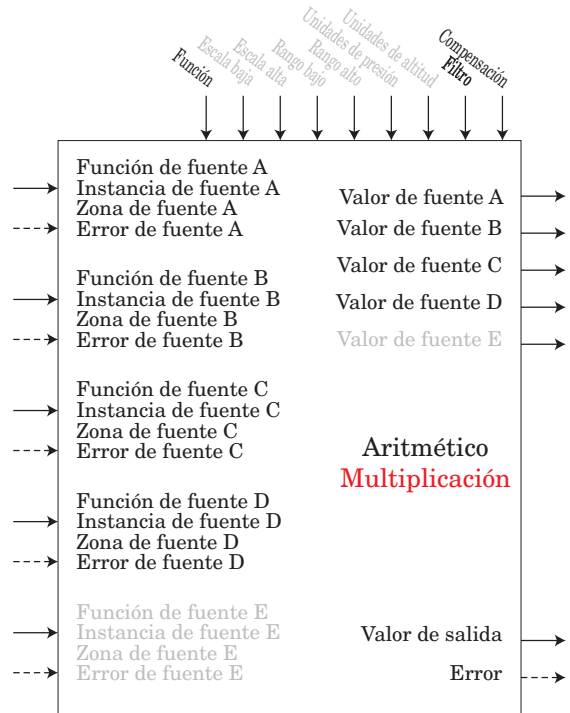 Función
Escala baja
Escala alta
Rango bajo
Rango alto
Unidades de presión
Unidades de altitud
Filtro
Compensación
Función de fuente A
Instancia de fuente A
Zona de fuente A
Error de fuente A
Función de fuente B
Instancia de fuente B
Zona de fuente B
Error de fuente B
Función de fuente C
Instancia de fuente C
Zona de fuente C
Error de fuente C
Función de fuente D
Instancia de fuente D
Zona de fuente D
Error de fuente D
Función de fuente E
Instancia de fuente E
Zona de fuente E
Error de fuente E
Valor de fuente A
Valor de fuente B
Valor de fuente C
Valor de fuente D
Valor de fuente E
Aritmético
Multiplicación
Valor de salida
Error